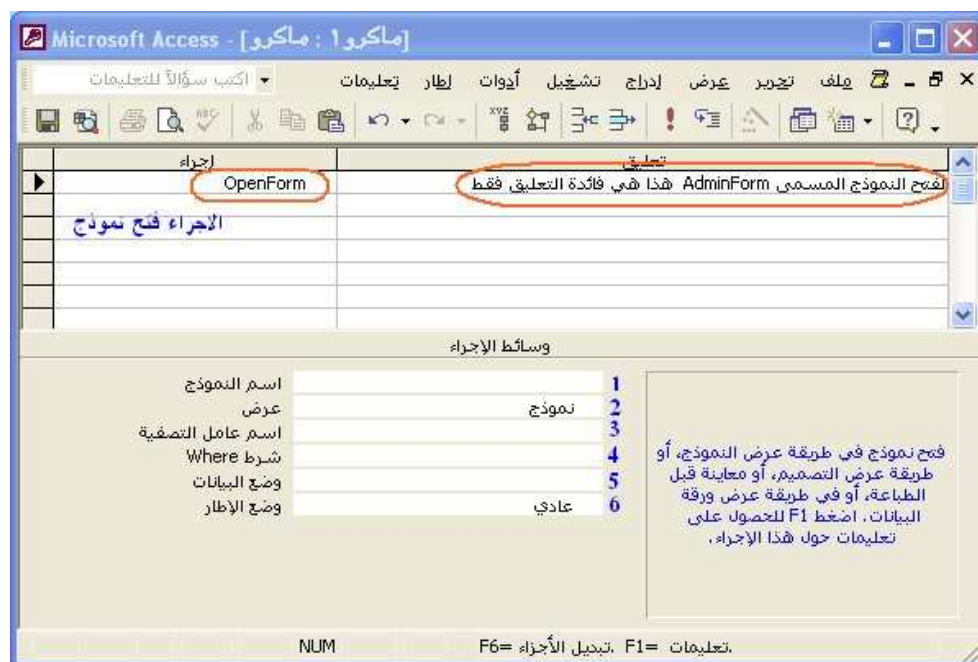 Microsoft Access - [ماكرو1 : ماكرو]
ملف تحرير عرض إدراج تشغيل أدوات إطار تعليمات اكتب سؤالاً للتعليمات
إجراء تعليق
OpenForm لفتح النموذج المسمى AdminForm هذا هي فائدة التعليق فقط
الاجراء فتح نموذج
وسائط الإجراء
اسم النموذج 1
عرض نموذج 2
اسم عامل التصفية 3
شرط Where 4
وضع البيانات 5
وضع الإطار عادي 6
فتح نموذج في طريقة عرض النموذج، أو
طريقة عرض التصميم، أو معاينة قبل
الطباعة، أو في طريقة عرض ورقة
البيانات. اضغط F1 للحصول على
تعليمات حول هذا الإجراء.
تعليمات =F1 .تبديل الأجزاء =F6. NUM